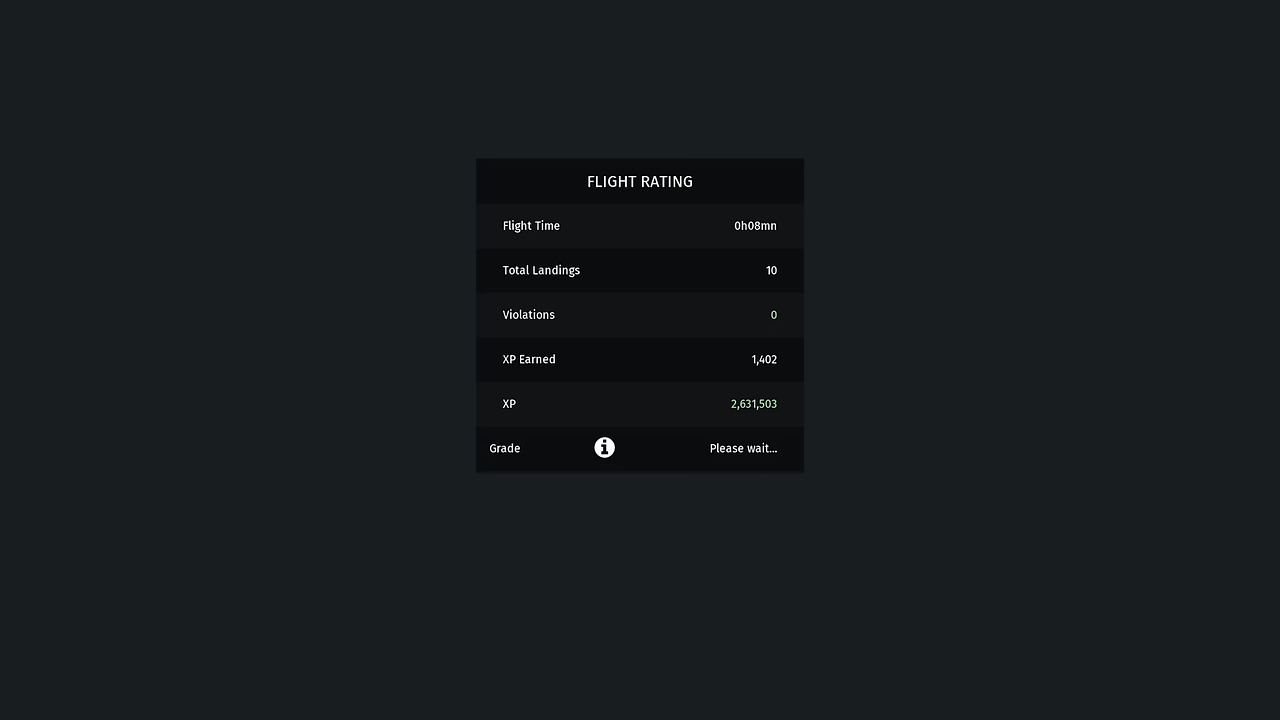 FLIGHT RATING
Flight Time 0h08mn
Total Landings 10
Violations 0
XP Earned 1,402
XP 2,631,503
Grade Please wait...